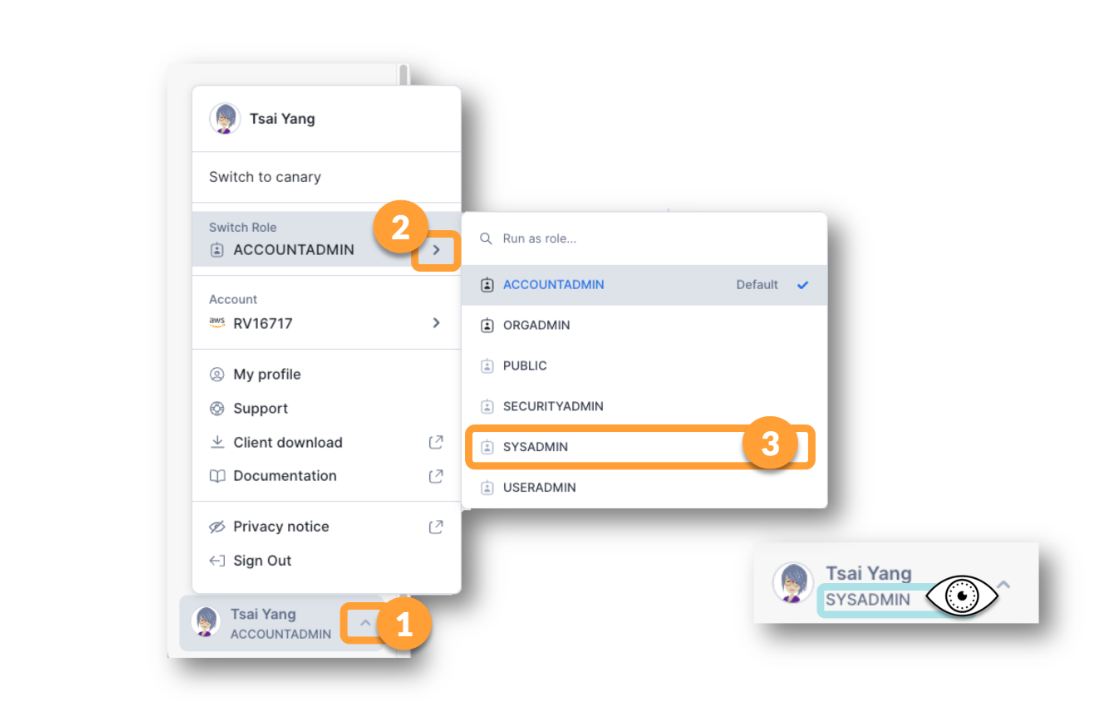 Tsai Yang
Switch to canary
Switch Role
ACCOUNTADMIN
2
Account
aws RV16717
My profile
Support
Client download
Documentation
Privacy notice
Sign Out
Tsai Yang
ACCOUNTADMIN
1
Run as role...
ACCOUNTADMIN Default
ORGADMIN
PUBLIC
SECURITYADMIN
SYSADMIN
3
USERADMIN
Tsai Yang
SYSADMIN